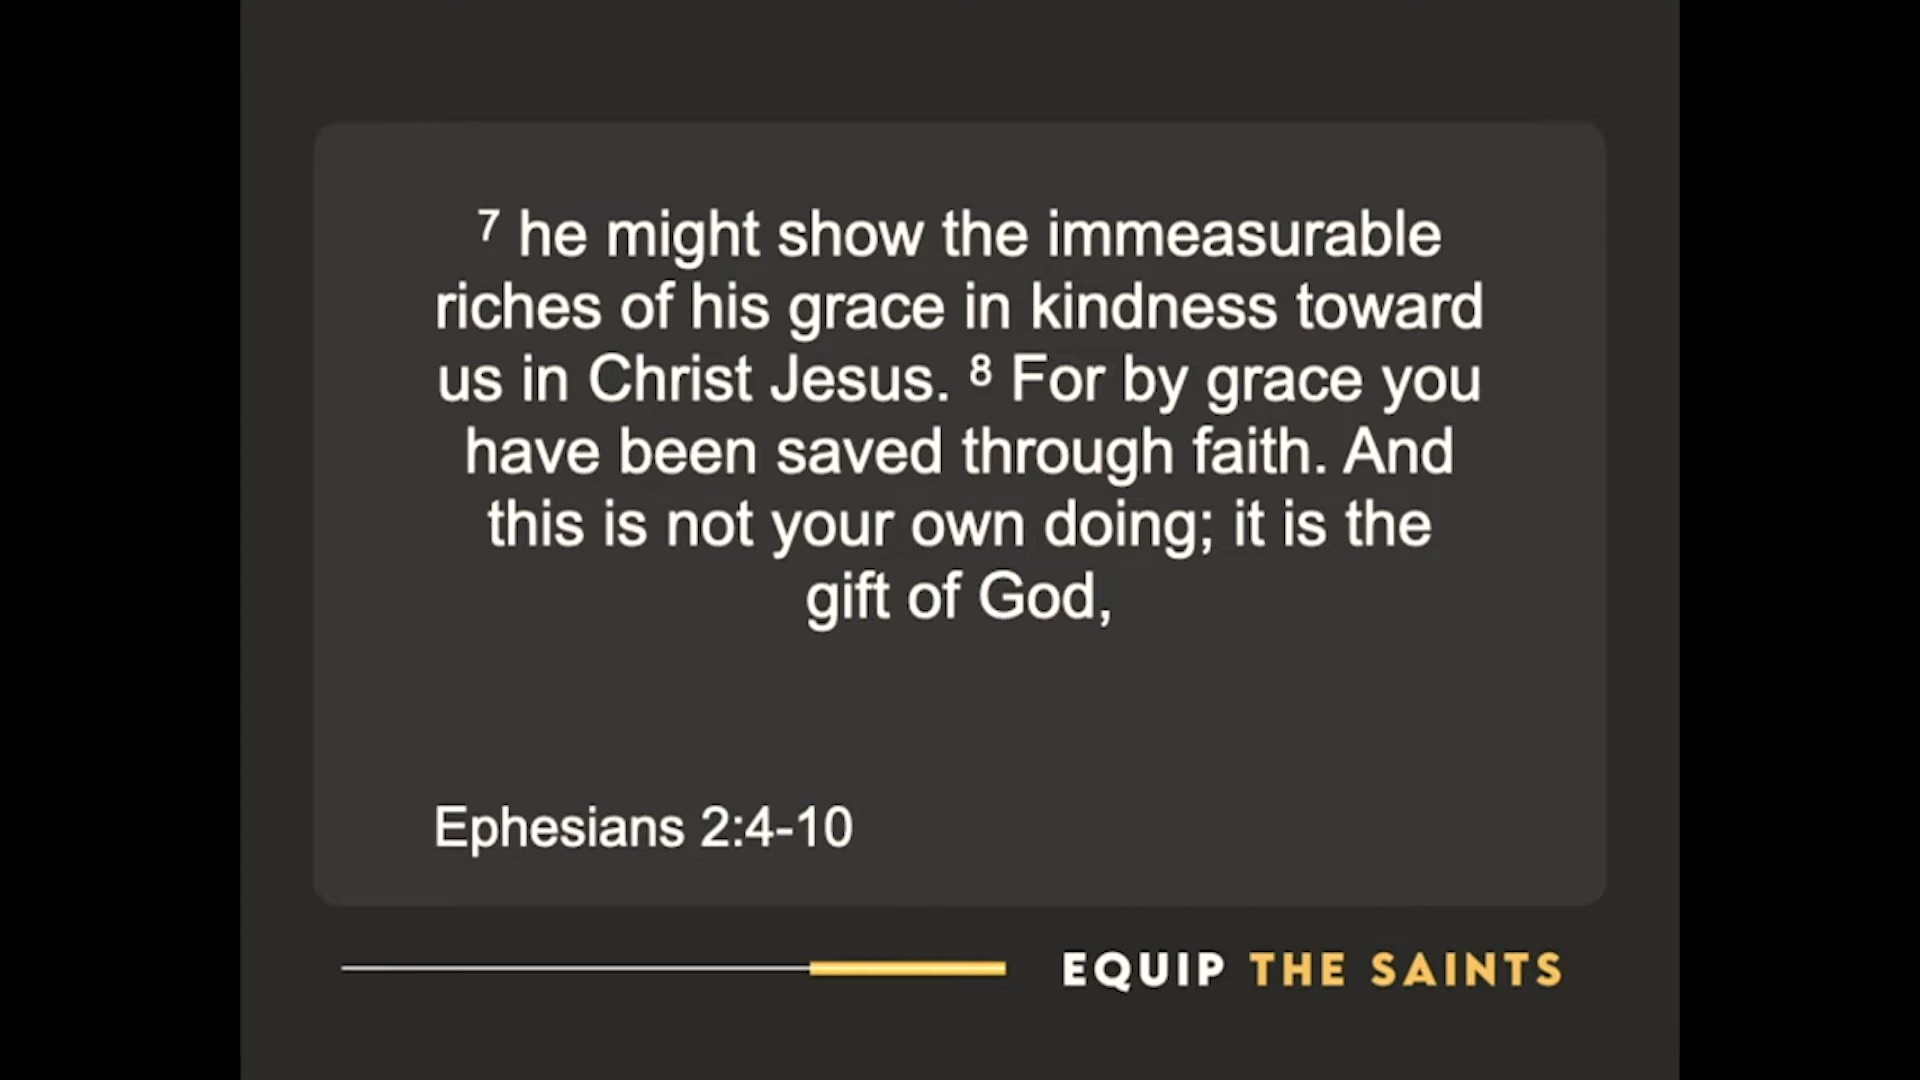 7 he might show the immeasurable
riches of his grace in kindness toward
us in Christ Jesus. 8 For by grace you
have been saved through faith. And
this is not your own doing; it is the
gift of God,
Ephesians 2:4-10
EQUIP THE SAINTS